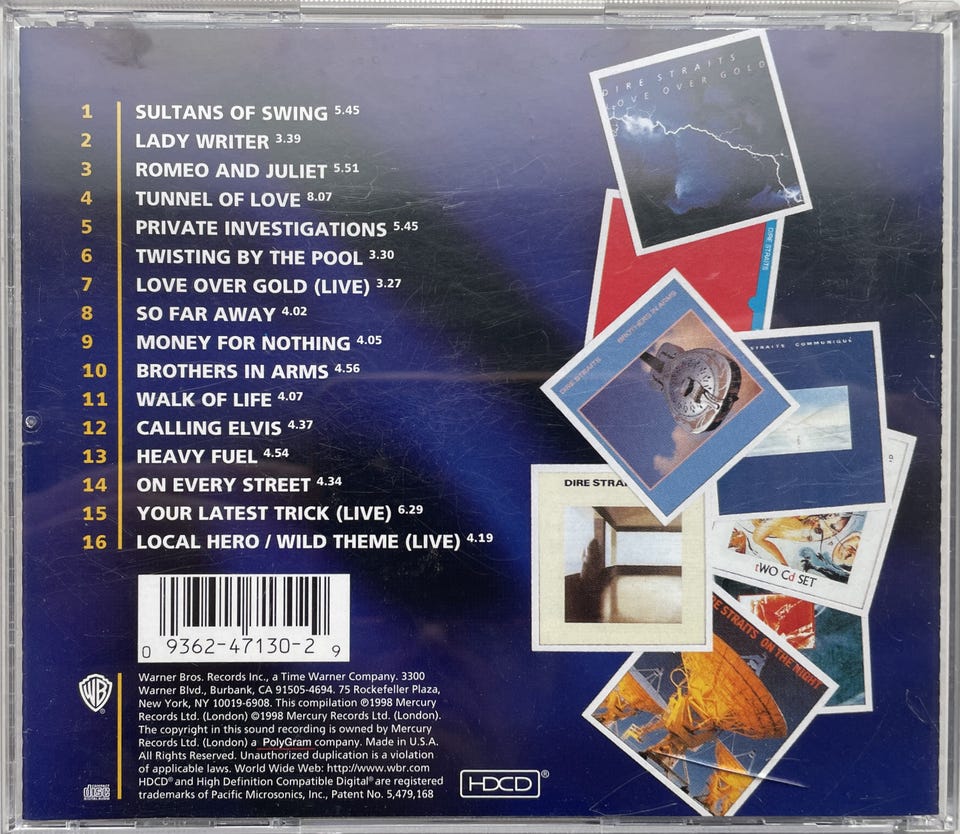 1 SULTANS OF SWING 5.45
2 LADY WRITER 3.39
3 ROMEO AND JULIET 5.51
4 TUNNEL OF LOVE 8.07
5 PRIVATE INVESTIGATIONS 5.45
6 TWISTING BY THE POOL 3.30
7 LOVE OVER GOLD (LIVE) 3.27
8 SO FAR AWAY 4.02
9 MONEY FOR NOTHING 4.05
10 BROTHERS IN ARMS 4.56
11 WALK OF LIFE 4.07
12 CALLING ELVIS 4.37
13 HEAVY FUEL 4.54
14 ON EVERY STREET 4.34
15 YOUR LATEST TRICK (LIVE) 6.29
16 LOCAL HERO / WILD THEME (LIVE) 4.19
0 09362-47130-2 9
WB
Warner Bros. Records Inc., a Time Warner Company. 3300
Warner Blvd., Burbank, CA 91505-4694. 75 Rockefeller Plaza,
New York, NY 10019-6908. This compilation ℗1998 Mercury
Records Ltd. (London) ©1998 Mercury Records Ltd. (London).
The copyright in this sound recording is owned by Mercury
Records Ltd. (London) a PolyGram company. Made in U.S.A.
All Rights Reserved. Unauthorized duplication is a violation
of applicable laws. World Wide Web: http://www.wbr.com
HDCD® and High Definition Compatible Digital® are registered
trademarks of Pacific Microsonics, Inc., Patent No. 5,479,168
HDCD®
DIRE STRAITS
LOVE OVER GOLD
DIRE STRAITS
DIRE STRAITS BROTHERS IN ARMS
STRAITS COMMUNIQUÉ
DIRE STRAI
tWO Cd SET
RE STRAITS ON THE NIGHT